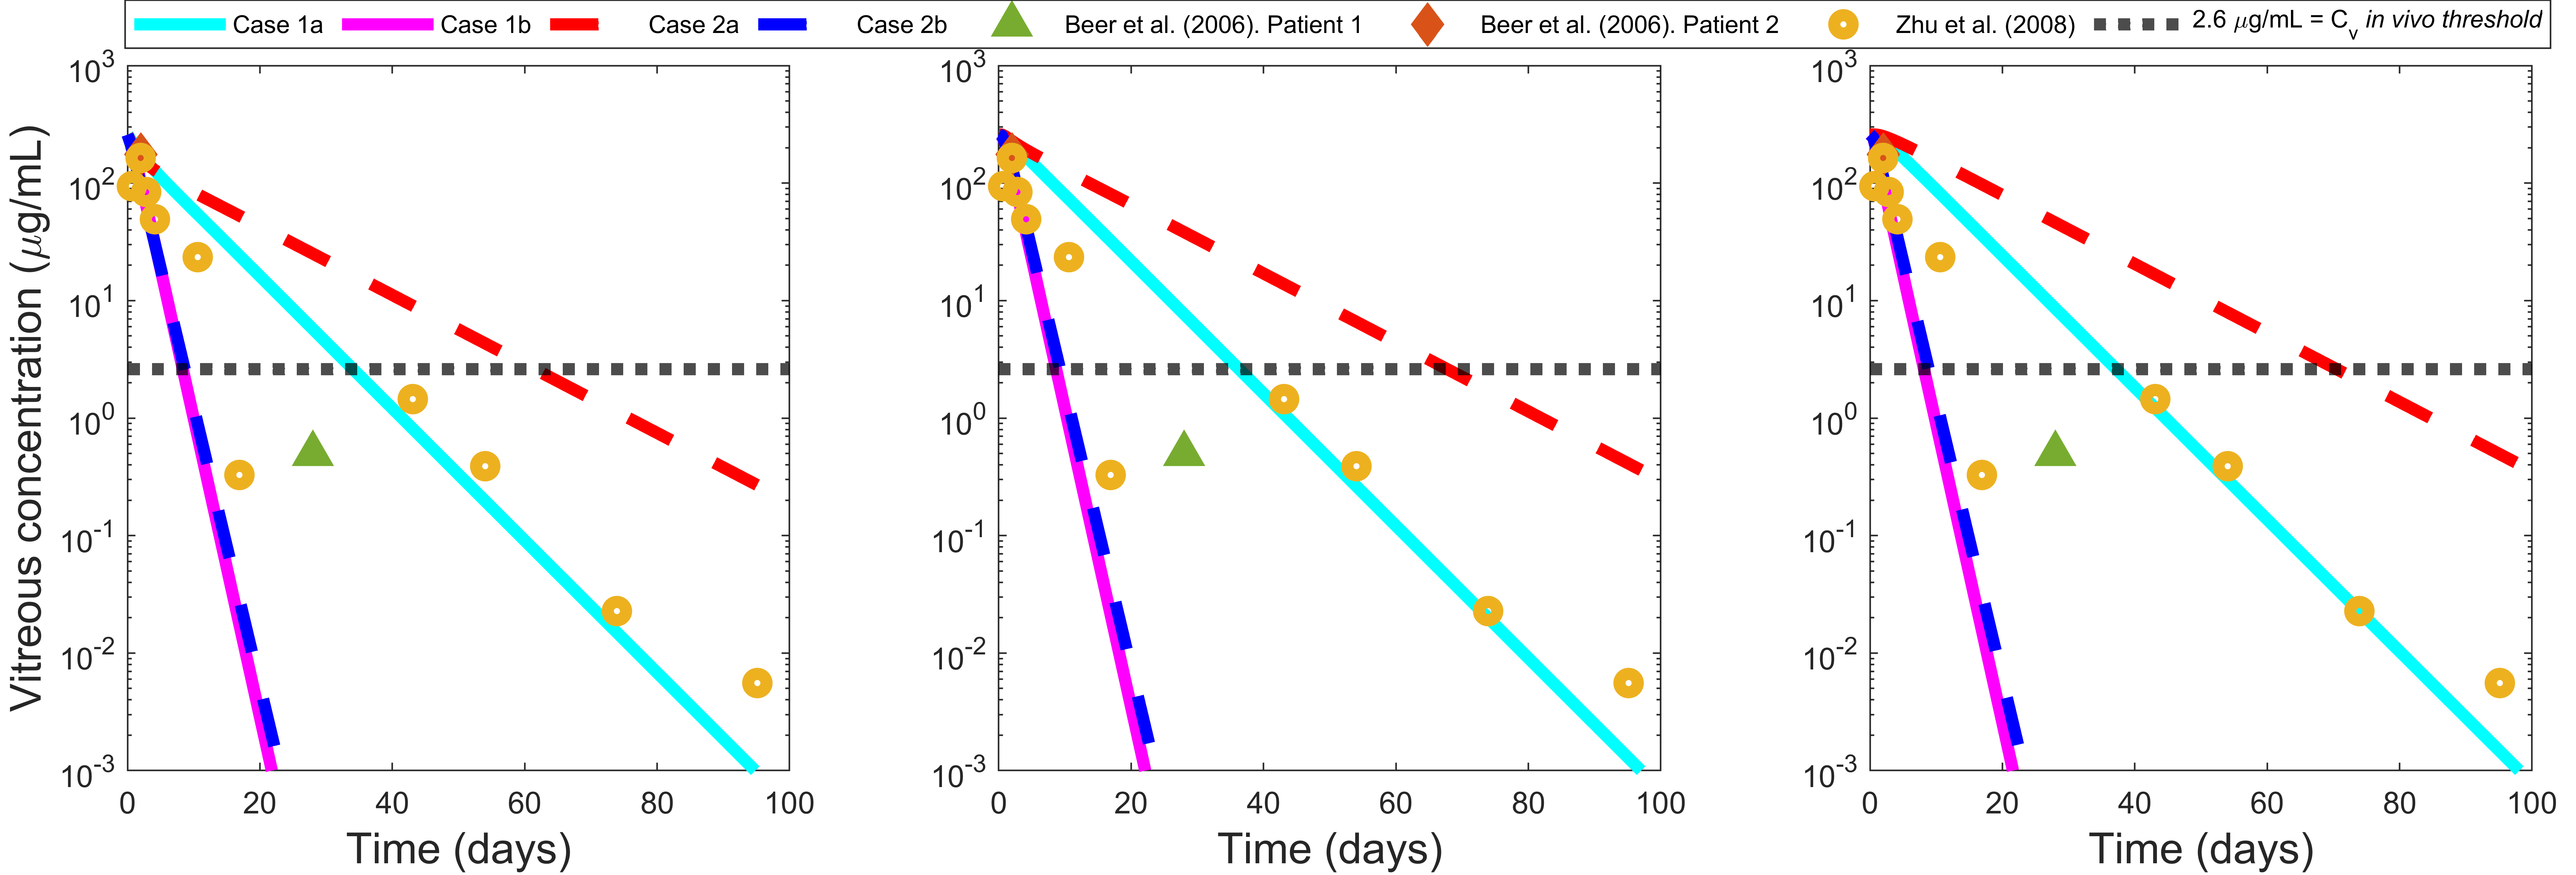 Case 1a Case 1b Case 2a Case 2b Beer et al. (2006). Patient 1 Beer et al. (2006). Patient 2 Zhu et al. (2008) 2.6 μg/mL = Cᵥ in vivo threshold
Vitreous concentration (μg/mL)
10³
10²
10¹
10⁰
10⁻¹
10⁻²
10⁻³
0 20 40 60 80 100
Time (days)
10³
10²
10¹
10⁰
10⁻¹
10⁻²
10⁻³
0 20 40 60 80 100
Time (days)
10³
10²
10¹
10⁰
10⁻¹
10⁻²
10⁻³
0 20 40 60 80 100
Time (days)